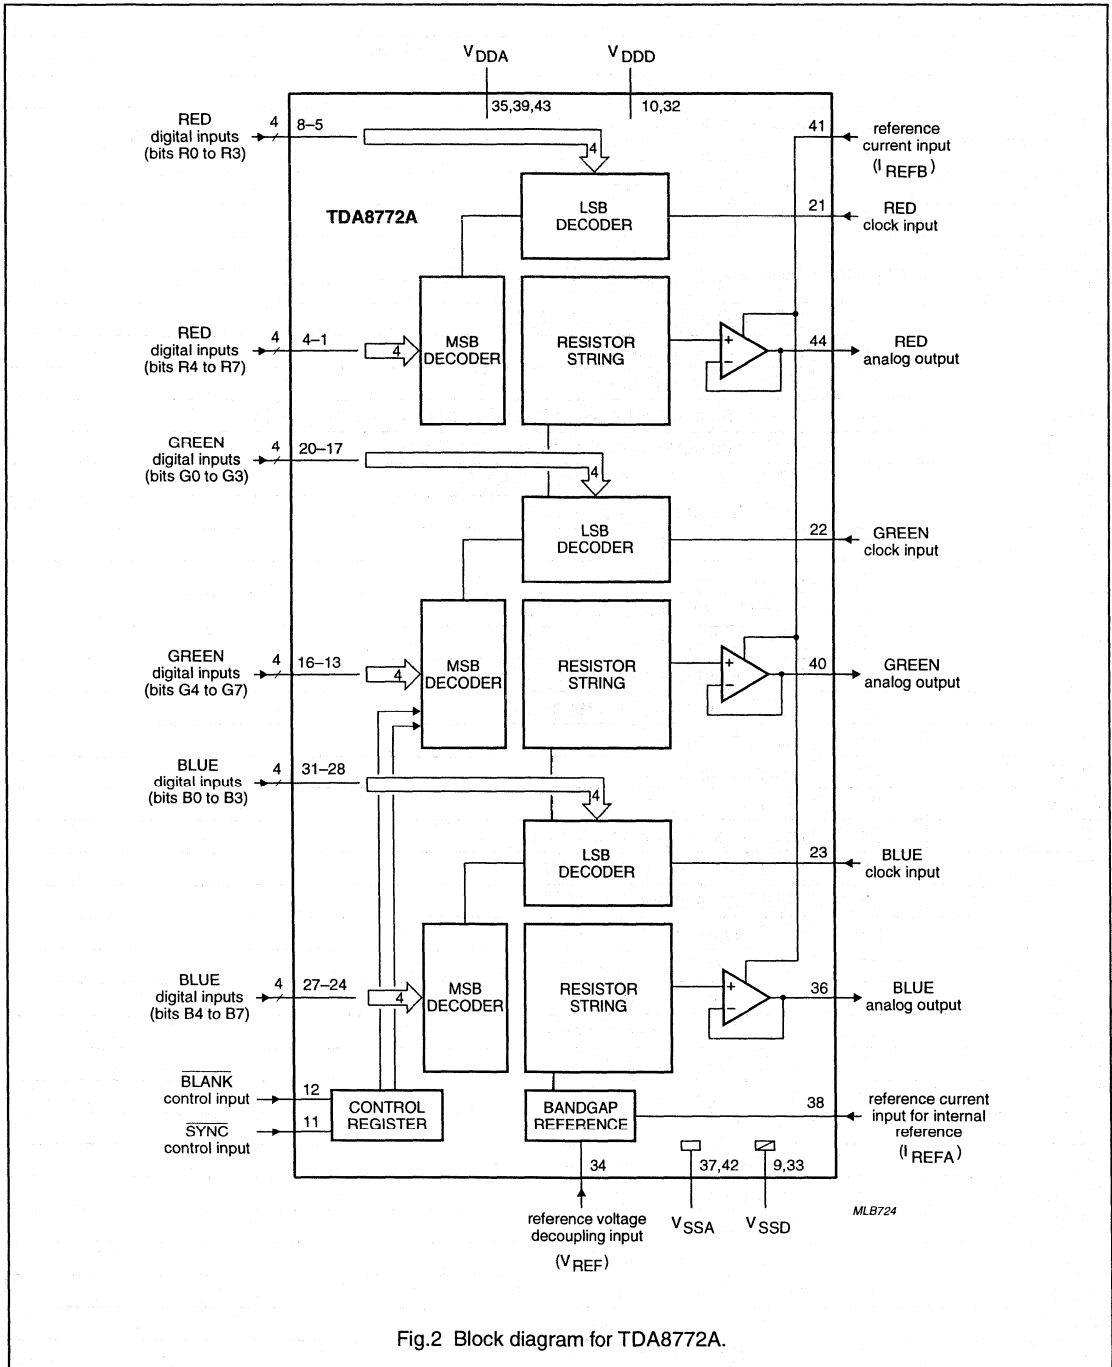 V DDA
V DDD
35,39,43
10,32
RED
digital inputs
(bits R0 to R3)
4
8–5
4
41
reference
current input
(I REFB)
TDA8772A
LSB
DECODER
21
RED
clock input
RED
digital inputs
(bits R4 to R7)
4
4–1
4
MSB
DECODER
RESISTOR
STRING
+
−
44
RED
analog output
GREEN
digital inputs
(bits G0 to G3)
4
20–17
4
LSB
DECODER
22
GREEN
clock input
GREEN
digital inputs
(bits G4 to G7)
4
16–13
4
MSB
DECODER
RESISTOR
STRING
+
−
40
GREEN
analog output
BLUE
digital inputs
(bits B0 to B3)
4
31–28
4
LSB
DECODER
23
BLUE
clock input
BLUE
digital inputs
(bits B4 to B7)
4
27–24
4
MSB
DECODER
RESISTOR
STRING
+
−
36
BLUE
analog output
BLANK
control input
12
SYNC
control input
11
CONTROL
REGISTER
BANDGAP
REFERENCE
38
reference current
input for internal
reference
(I REFA)
34
37,42
9,33
reference voltage
decoupling input
(V REF)
V SSA
V SSD
MLB724
Fig.2 Block diagram for TDA8772A.